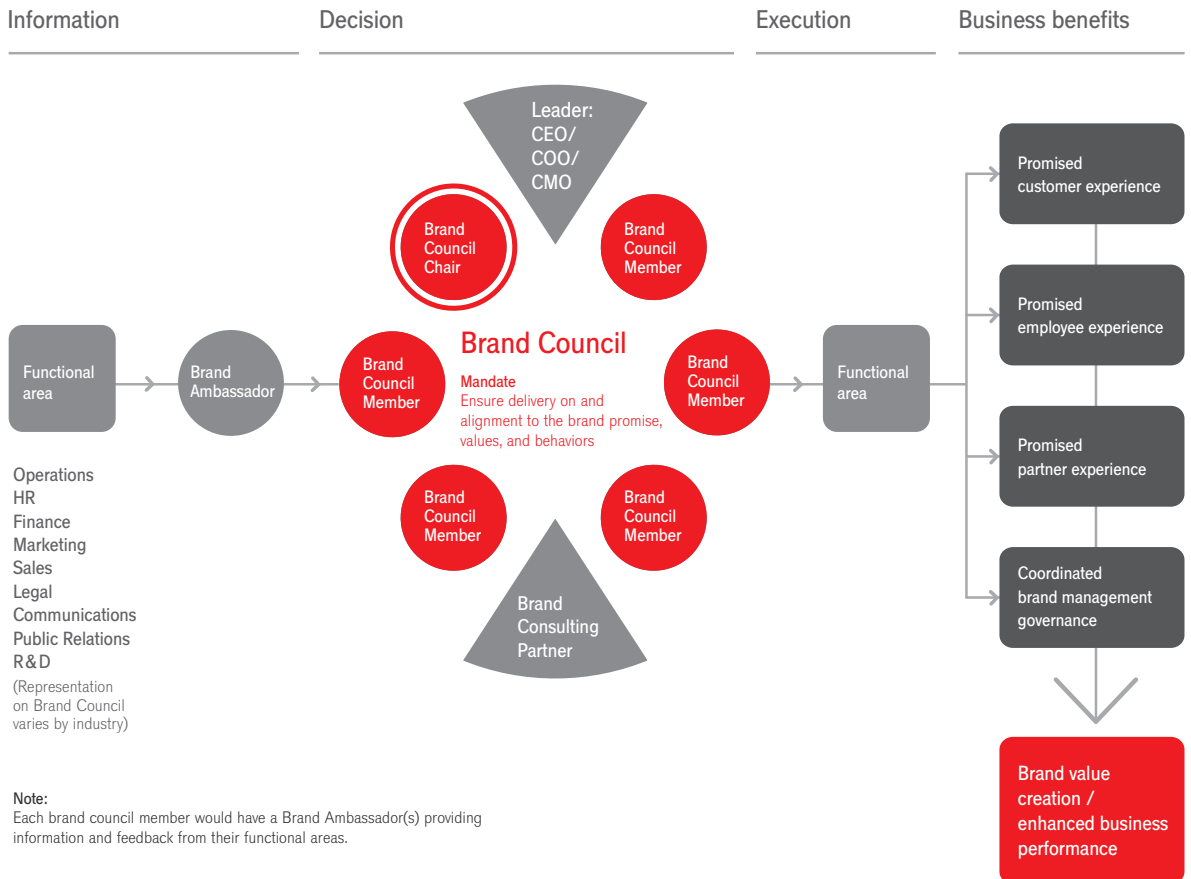 Information
Decision
Execution
Business benefits
Leader:
CEO/
COO/
CMO
Brand
Council
Chair
Brand
Council
Member
Functional
area
Brand
Ambassador
Brand
Council
Member
Brand Council
Mandate
Ensure delivery on and
alignment to the brand promise,
values, and behaviors
Brand
Council
Member
Functional
area
Brand
Council
Member
Brand
Council
Member
Brand
Consulting
Partner
Promised
customer experience
Promised
employee experience
Promised
partner experience
Coordinated
brand management
governance
Brand value
creation /
enhanced business
performance
Operations
HR
Finance
Marketing
Sales
Legal
Communications
Public Relations
R&D
(Representation
on Brand Council
varies by industry)
Note:
Each brand council member would have a Brand Ambassador(s) providing
information and feedback from their functional areas.